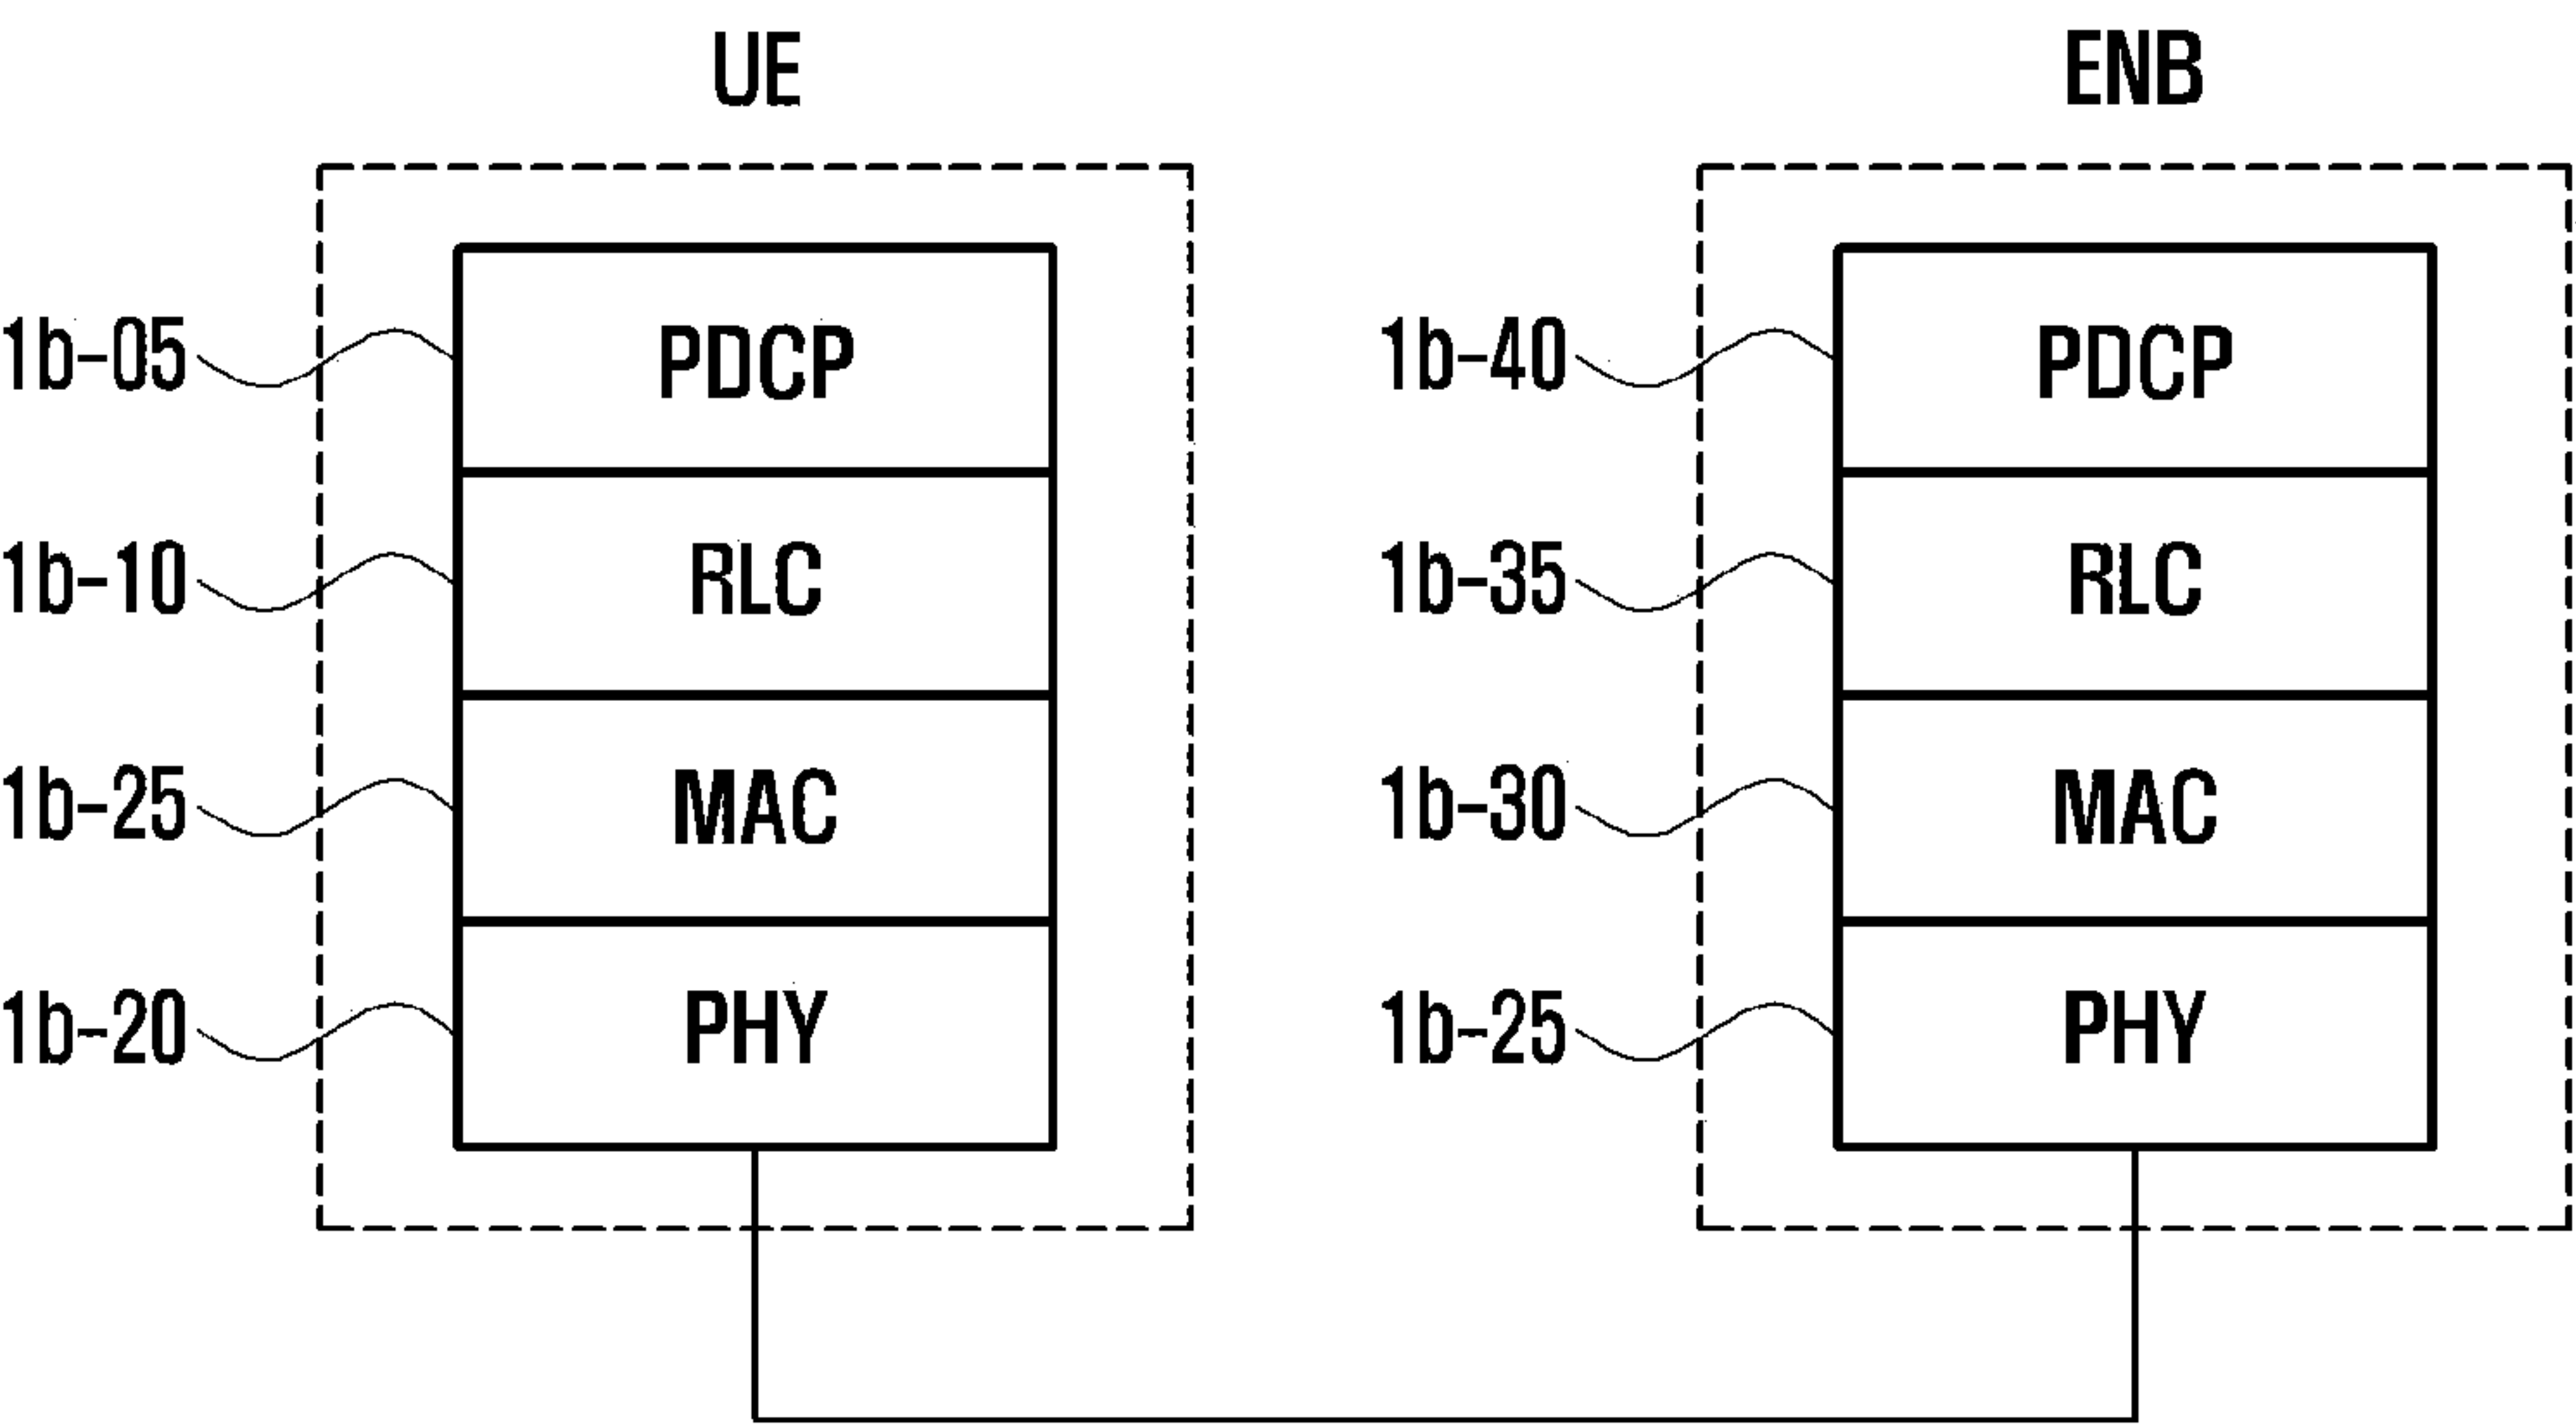 UE
ENB
1b-05 PDCP
1b-40 PDCP
1b-10 RLC
1b-35 RLC
1b-25 MAC
1b-30 MAC
1b-20 PHY
1b-25 PHY